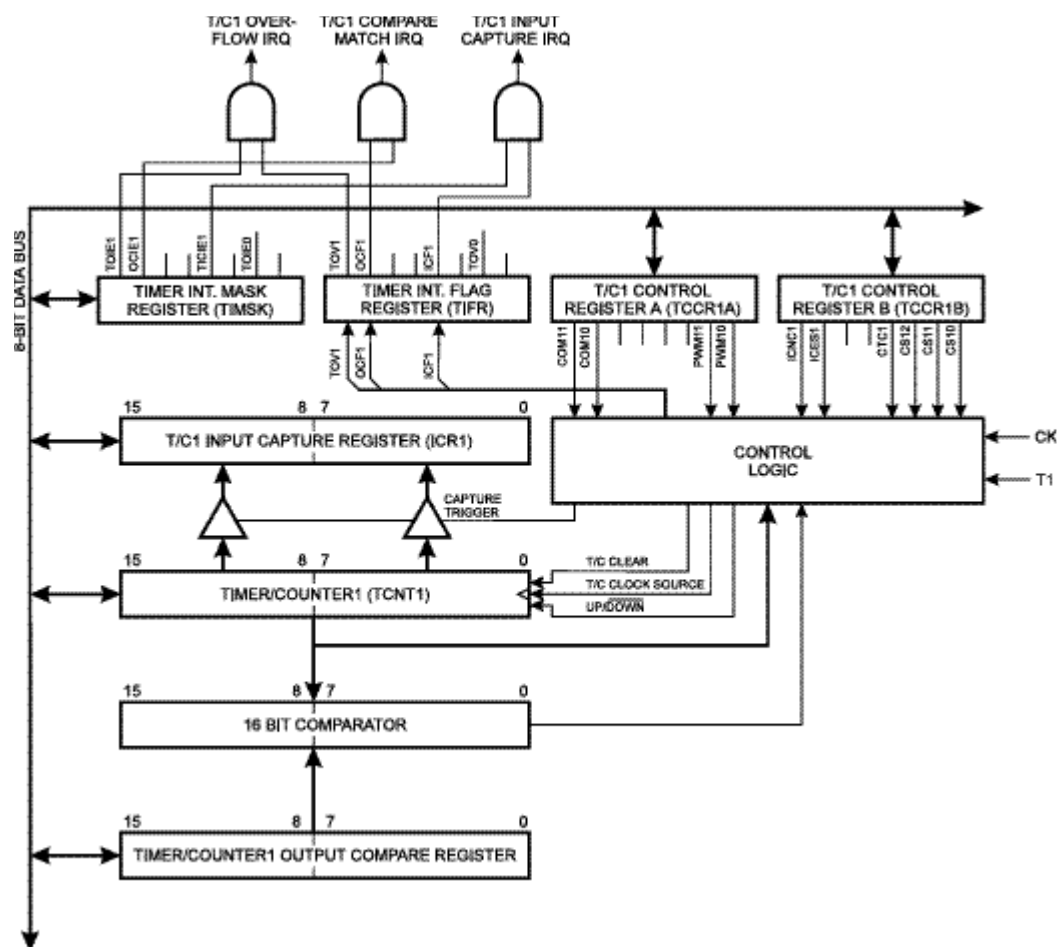 T/C1 OVER-
FLOW IRQ
T/C1 COMPARE
MATCH IRQ
T/C1 INPUT
CAPTURE IRQ
8-BIT DATA BUS
TOIE1
OCIE1
TICIE1
TOIE0
TOV1
OCF1
ICF1
TOV0
TIMER INT. MASK
REGISTER (TIMSK)
TIMER INT. FLAG
REGISTER (TIFR)
T/C1 CONTROL
REGISTER A (TCCR1A)
T/C1 CONTROL
REGISTER B (TCCR1B)
TOV1
OCF1
ICF1
COM11
COM10
PWM11
PWM10
ICNC1
ICES1
CTC1
CS12
CS11
CS10
15 8 7 0
T/C1 INPUT CAPTURE REGISTER (ICR1)
CONTROL
LOGIC
CK
T1
CAPTURE
TRIGGER
15 8 7 0
TIMER/COUNTER1 (TCNT1)
T/C CLEAR
T/C CLOCK SOURCE
UP/DOWN
15 8 7 0
16 BIT COMPARATOR
15 8 7 0
TIMER/COUNTER1 OUTPUT COMPARE REGISTER